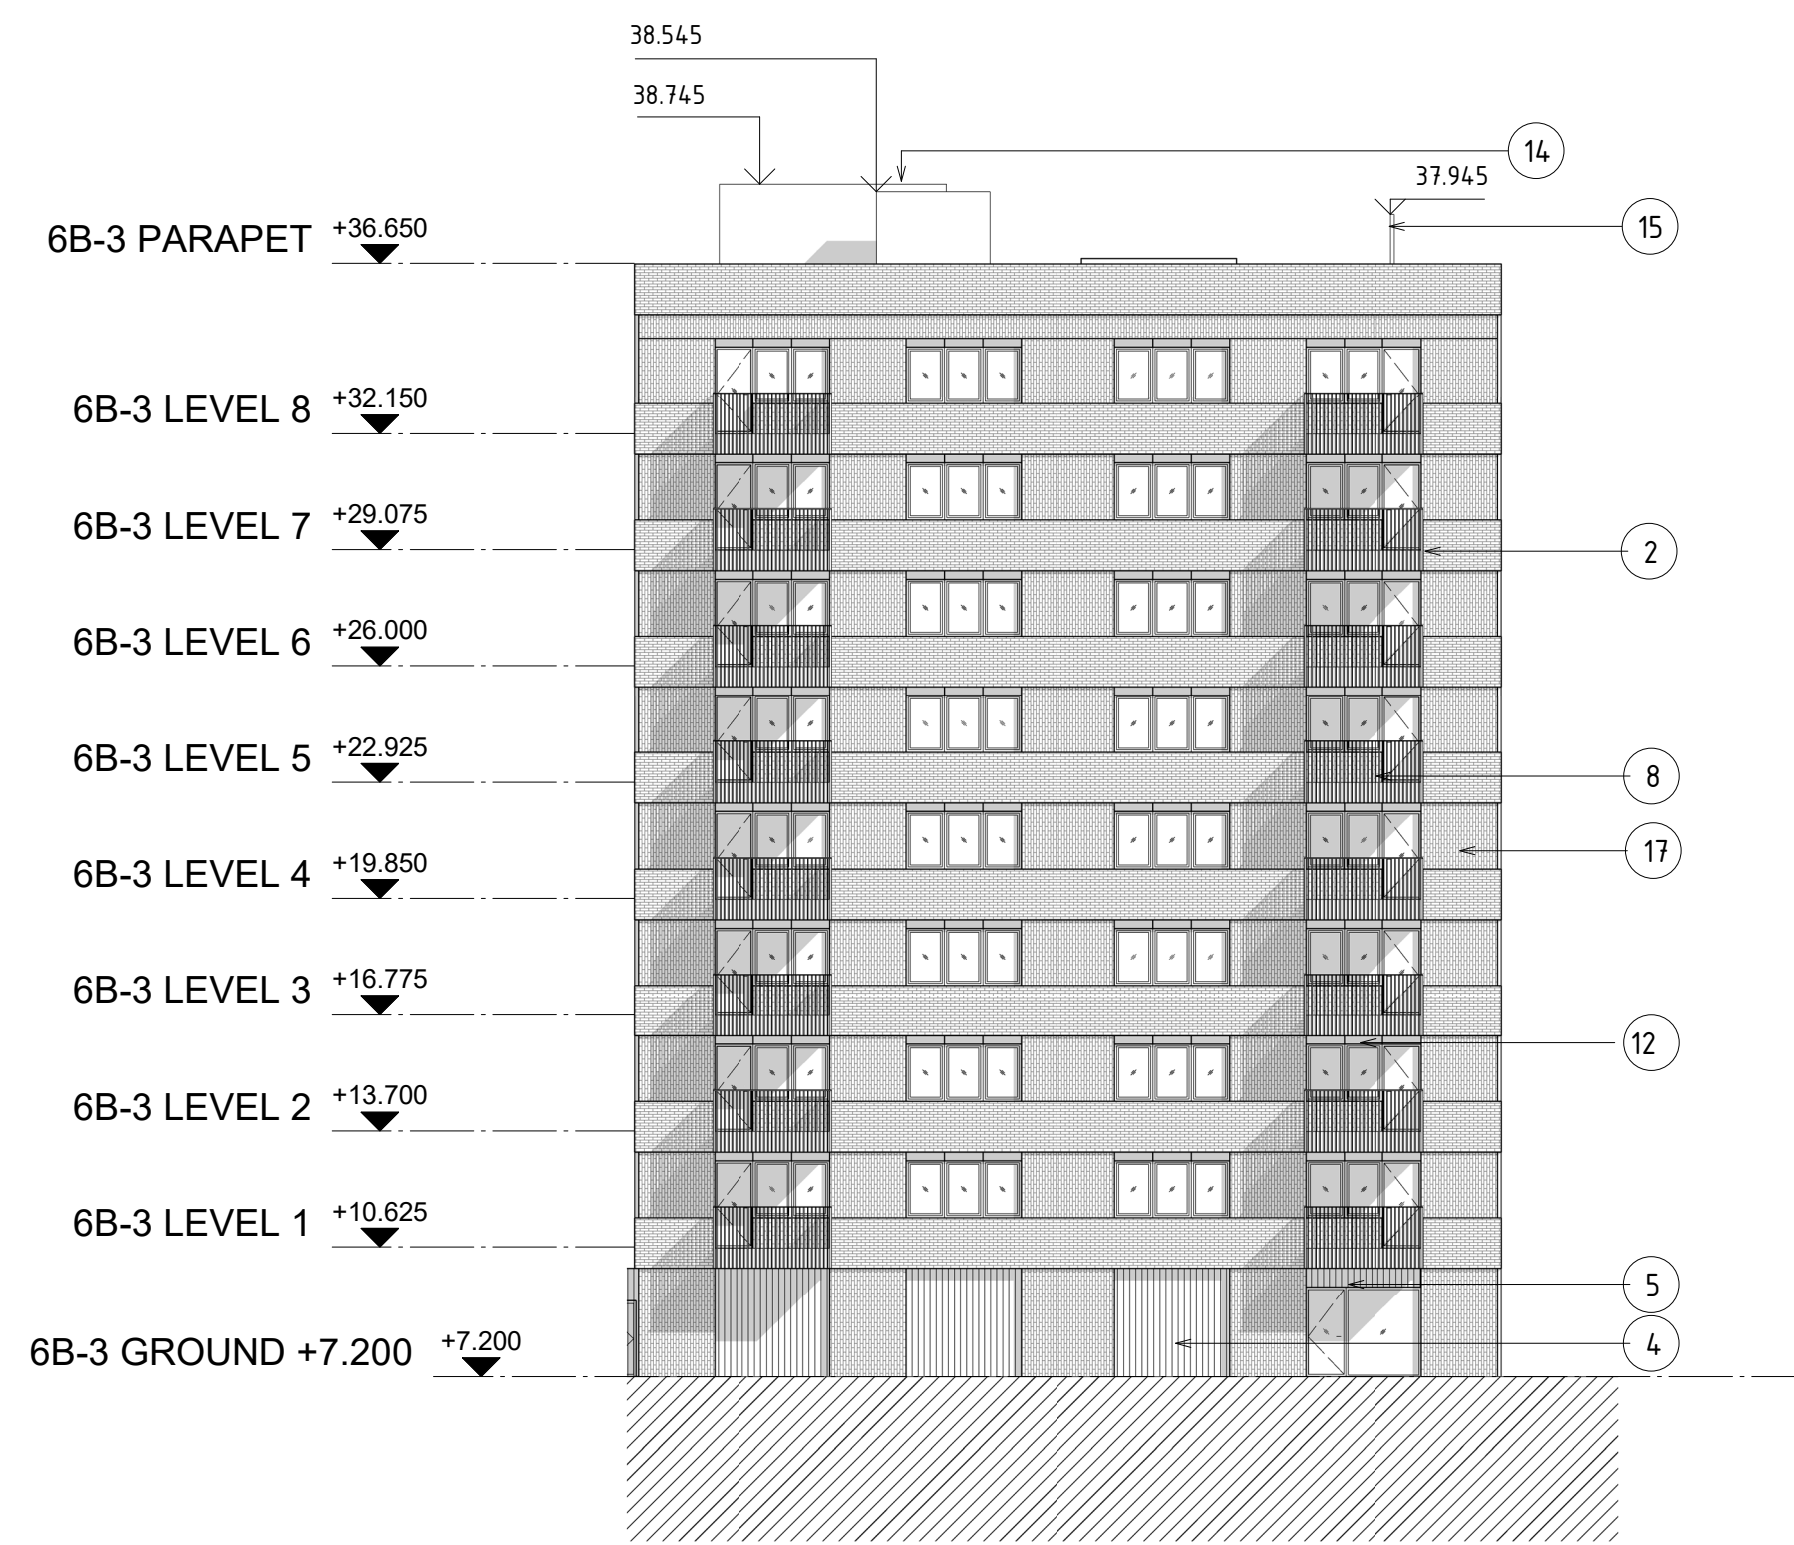 38.545
38.745
14
37.945
15
6B-3 PARAPET +36.650
6B-3 LEVEL 8 +32.150
6B-3 LEVEL 7 +29.075
2
6B-3 LEVEL 6 +26.000
6B-3 LEVEL 5 +22.925
8
17
6B-3 LEVEL 4 +19.850
6B-3 LEVEL 3 +16.775
12
6B-3 LEVEL 2 +13.700
6B-3 LEVEL 1 +10.625
5
4
6B-3 GROUND +7.200 +7.200